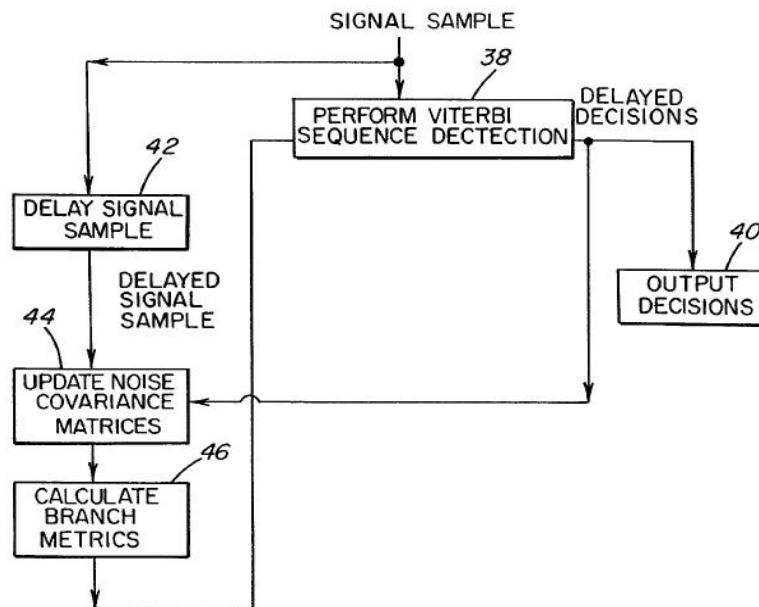 SIGNAL SAMPLE
38
PERFORM VITERBI
SEQUENCE DECTECTION
DELAYED
DECISIONS
42
DELAY SIGNAL
SAMPLE
40
OUTPUT
DECISIONS
DELAYED
SIGNAL
SAMPLE
44
UPDATE NOISE
COVARIANCE
MATRICES
46
CALCULATE
BRANCH
METRICS